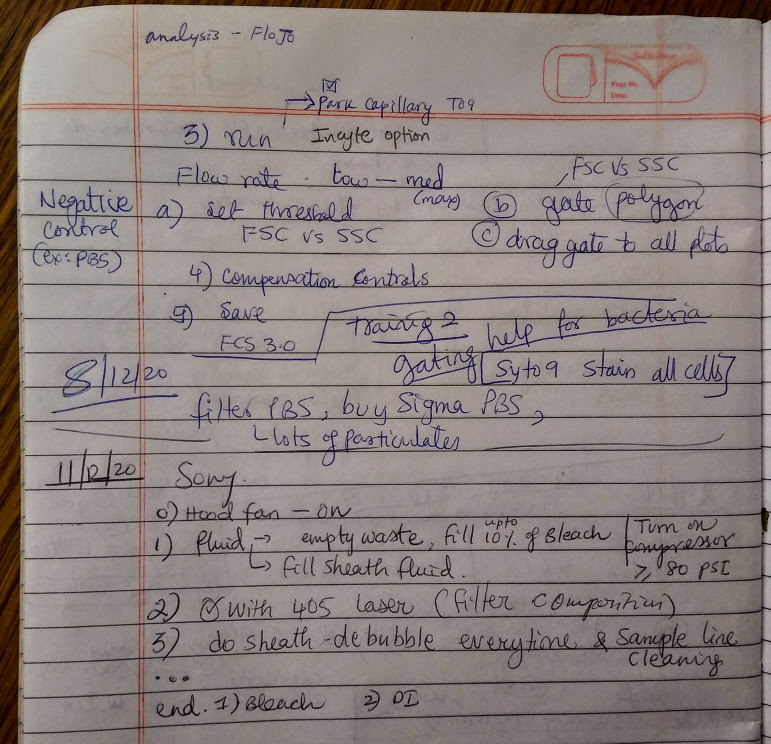 analysis - FloJo
Page No.
Date:
☑
→ Park capillary
3) run Incyte option
Flow rate - low - med
(max)
FSC vs SSC
Negative
control
(ex: PBS)
a) set threshold
FSC vs SSC
b) gate polygon
c) drag gate to all plots
4) Compensation Controls
5) Save
FCS 3.0
Training 2
gating help for bacteria
[Syto9 stain all cells]
8/12/20
filter PBS, buy Sigma PBS,
lots of particulates
11/12/20 Sony.
0) Hood fan - ON
1) fluid → empty waste, fill upto 10% of Bleach
↳ fill sheath fluid.
Turn on
compressor
≥ 80 PSI
2) with 405 laser (filter
3) do sheath-debubble everytime & sample line
cleaning
...
end. 1) Bleach 2) DI